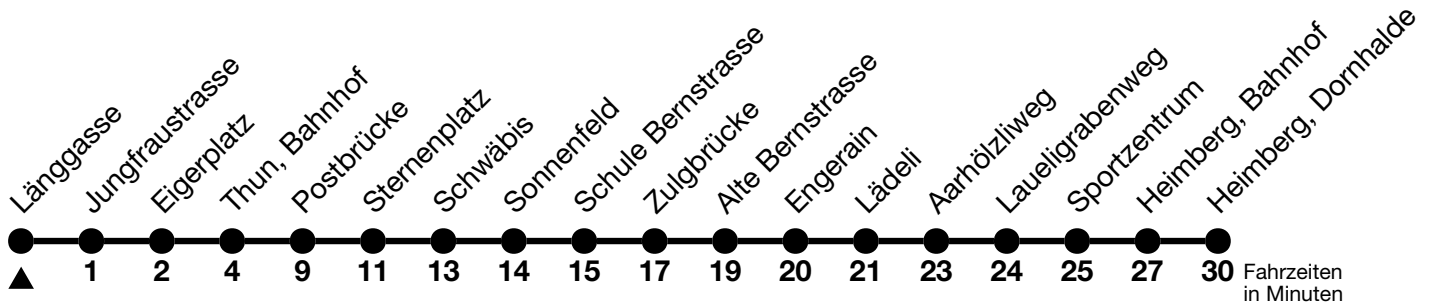 Länggasse
Jungfraustrasse
Eigerplatz
Thun, Bahnhof
Postbrücke
Sternenplatz
Schwäbis
Sonnenfeld
Schule Bernstrasse
Zulgbrücke
Alte Bernstrasse
Engerain
Lädeli
Aarhölzliweg
Laueligrabenweg
Sportzentrum
Heimberg, Bahnhof
Heimberg, Dornhalde
1 2 4 9 11 13 14 15 17 19 20 21 23 24 25 27 30 Fahrzeiten
in Minuten